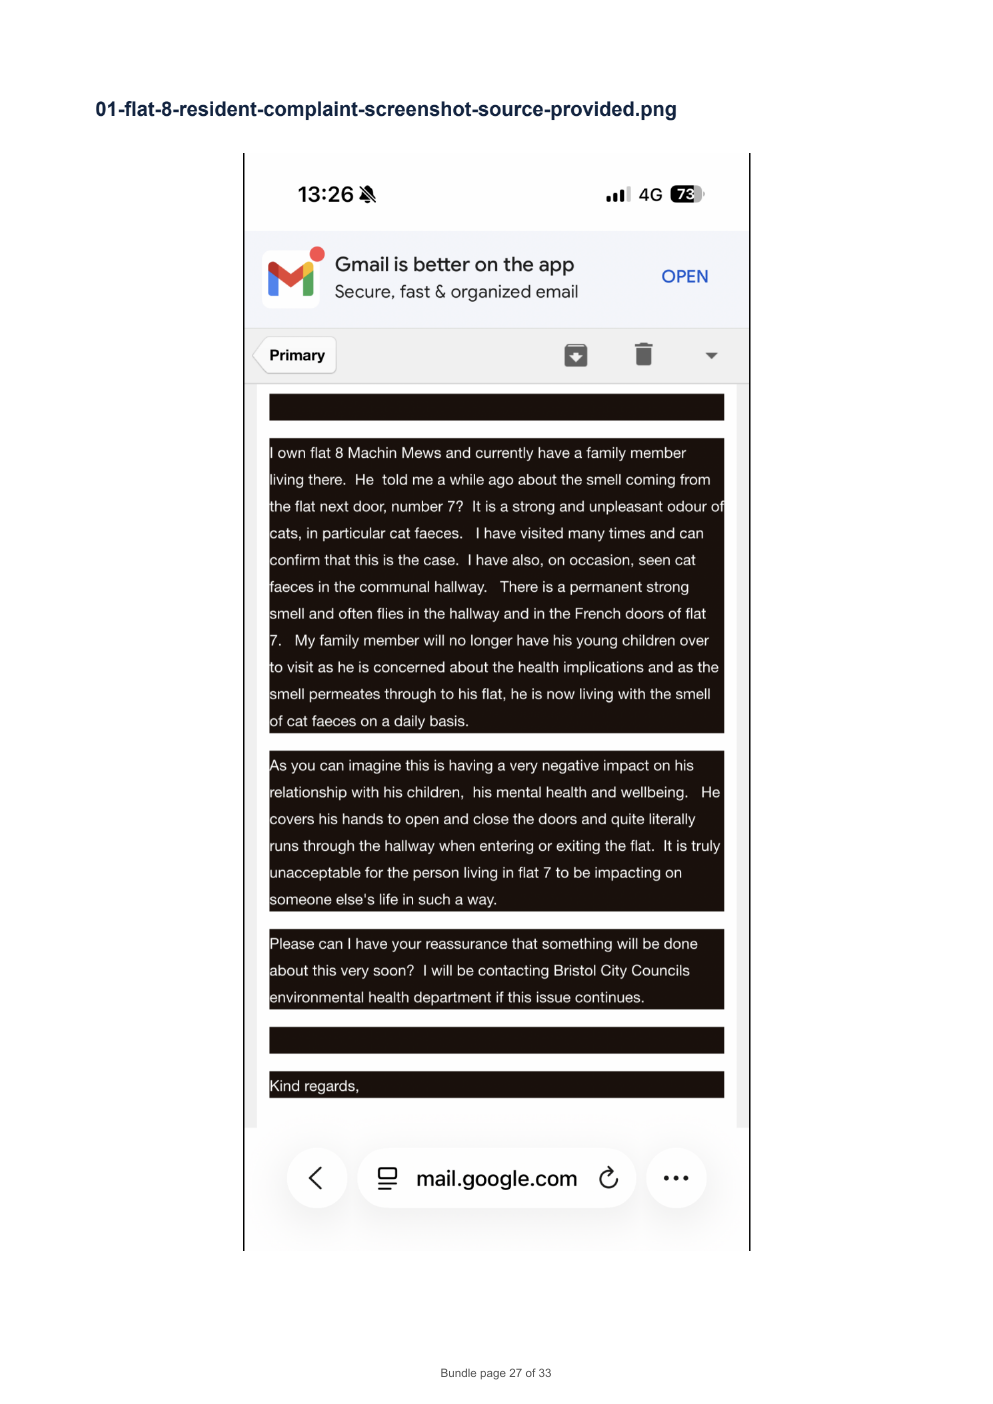 01-flat-8-resident-complaint-screenshot-source-provided.png
13:26
4G 73
Gmail is better on the app
Secure, fast & organized email
OPEN
Primary
I own flat 8 Machin Mews and currently have a family member
living there.  He  told me a while ago about the smell coming from
the flat next door, number 7?  It is a strong and unpleasant odour of
cats, in particular cat faeces.   I have visited many times and can
confirm that this is the case.  I have also, on occasion, seen cat
faeces in the communal hallway.   There is a permanent strong
smell and often flies in the hallway and in the French doors of flat
7.   My family member will no longer have his young children over
to visit as he is concerned about the health implications and as the
smell permeates through to his flat, he is now living with the smell
of cat faeces on a daily basis.
As you can imagine this is having a very negative impact on his
relationship with his children,  his mental health and wellbeing.   He
covers his hands to open and close the doors and quite literally
runs through the hallway when entering or exiting the flat.  It is truly
unacceptable for the person living in flat 7 to be impacting on
someone else's life in such a way.
Please can I have your reassurance that something will be done
about this very soon?  I will be contacting Bristol City Councils
environmental health department if this issue continues.
Kind regards,
mail.google.com
Bundle page 27 of 33